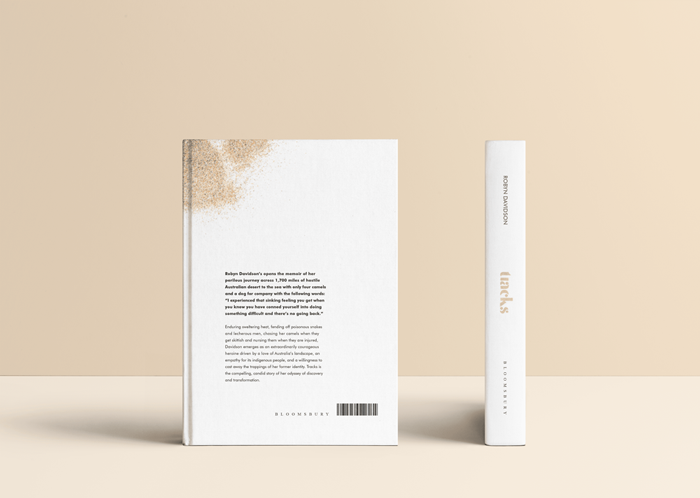 Robyn Davidson's opens the memoir of her
perilous journey across 1,700 miles of hostile
Australian desert to the sea with only four camels
and a dog for company with the following words:
"I experienced that sinking feeling you get when
you know you have conned yourself into doing
something difficult and there's no going back."
Enduring sweltering heat, fending off poisonous snakes
and lecherous men, chasing her camels when they
get skittish and nursing them when they are injured,
Davidson emerges as an extraordinarily courageous
heroine driven by a love of Australia's landscape, an
empathy for its indigenous people, and a willingness to
cast away the trappings of her former identity. Tracks is
the compelling, candid story of her odyssey of discovery
and transformation.
BLOOMSBURY
ROBYN DAVIDSON
tracks
BLOOMSBURY